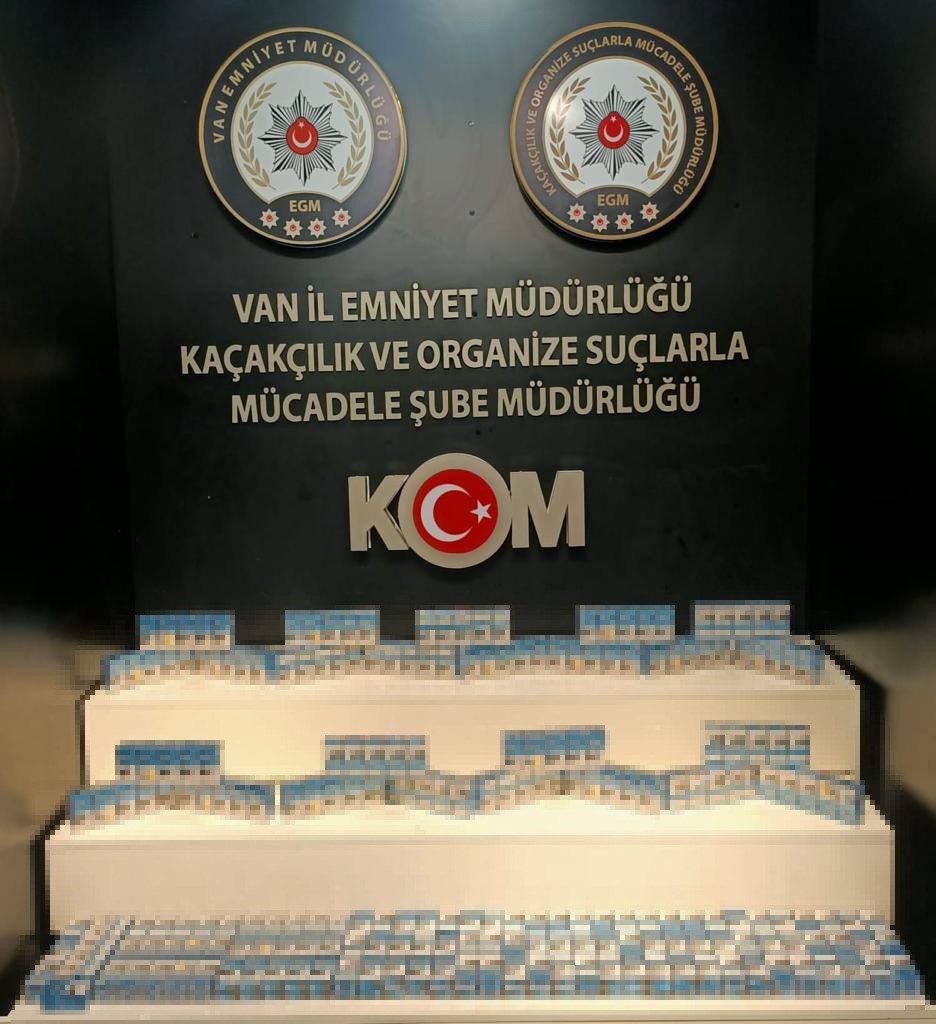 VAN EMNİYET MÜDÜRLÜĞÜ
EGM
KAÇAKÇILIK VE ORGANİZE SUÇLARLA MÜCADELE ŞUBE MÜDÜRLÜĞÜ
EGM
VAN İL EMNİYET MÜDÜRLÜĞÜ
KAÇAKÇILIK VE ORGANİZE SUÇLARLA
MÜCADELE ŞUBE MÜDÜRLÜĞÜ
KOM